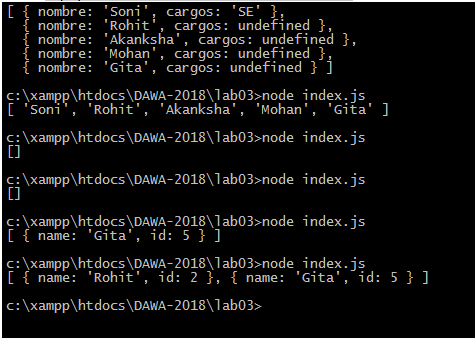 [ { nombre: 'Soni', cargos: 'SE' },
  { nombre: 'Rohit', cargos: undefined },
  { nombre: 'Akanksha', cargos: undefined },
  { nombre: 'Mohan', cargos: undefined },
  { nombre: 'Gita', cargos: undefined } ]
c:\xampp\htdocs\DAWA-2018\lab03>node index.js
[ 'Soni', 'Rohit', 'Akanksha', 'Mohan', 'Gita' ]
c:\xampp\htdocs\DAWA-2018\lab03>node index.js
[]
c:\xampp\htdocs\DAWA-2018\lab03>node index.js
[]
c:\xampp\htdocs\DAWA-2018\lab03>node index.js
[ { name: 'Gita', id: 5 } ]
c:\xampp\htdocs\DAWA-2018\lab03>node index.js
[ { name: 'Rohit', id: 2 }, { name: 'Gita', id: 5 } ]
c:\xampp\htdocs\DAWA-2018\lab03>